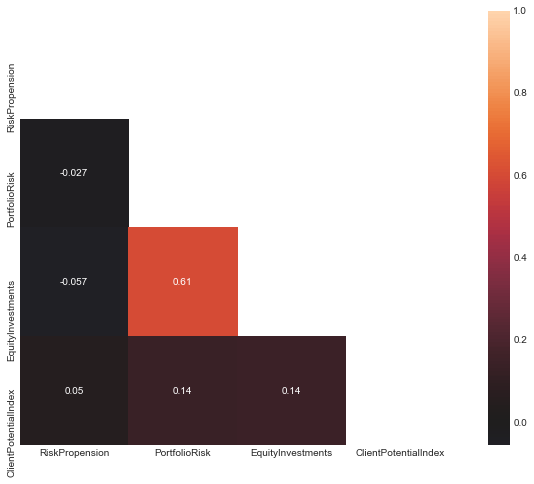 RiskPropension
PortfolioRisk
EquityInvestments
ClientPotentialIndex
-0.027
-0.057
0.61
0.05
0.14
0.14
RiskPropension
PortfolioRisk
EquityInvestments
ClientPotentialIndex
1.0
0.8
0.6
0.4
0.2
0.0